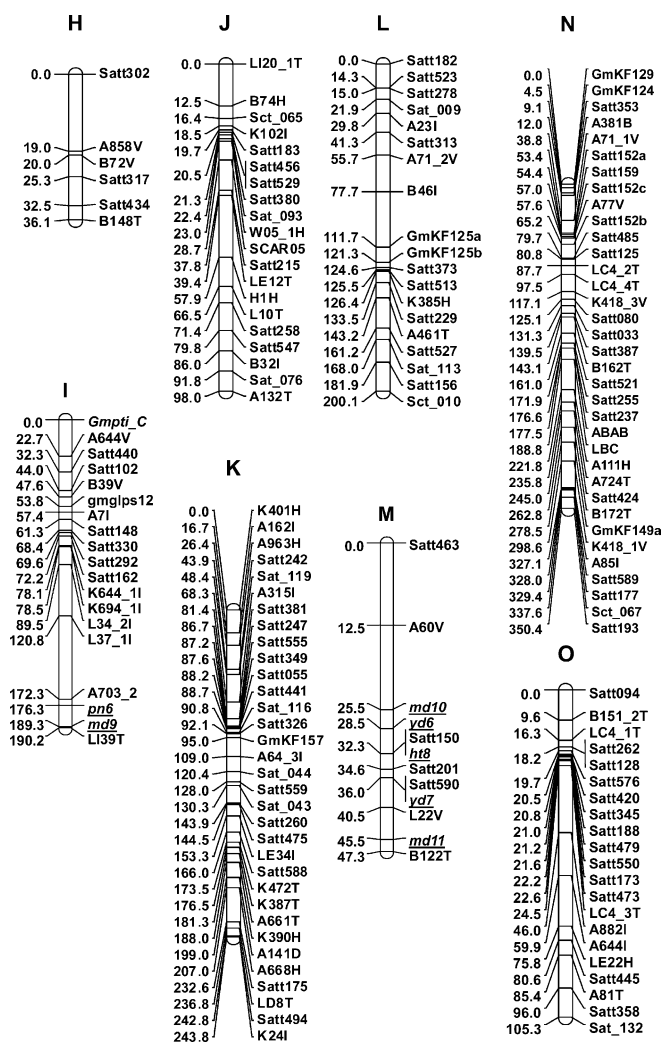 H
0.0 Satt302
19.0 A858V
20.0 B72V
25.3 Satt317
32.5 Satt434
36.1 B148T
J
0.0 LI20_1T
12.5 B74H
16.4 Sct_065
18.5 K102I
19.7 Satt183
20.5 Satt456
Satt529
21.3 Satt380
22.4 Sat_093
23.0 W05_1H
28.7 SCAR05
37.8 Satt215
39.4 LE12T
57.9 H1H
66.5 L10T
71.4 Satt258
79.8 Satt547
86.0 B32I
91.8 Sat_076
98.0 A132T
L
0.0 Satt182
14.3 Satt523
15.0 Satt278
21.9 Sat_009
29.8 A23I
41.3 Satt313
55.7 A71_2V
77.7 B46I
111.7 GmKF125a
121.3 GmKF125b
124.6 Satt373
125.5 Satt513
126.4 K385H
133.5 Satt229
143.2 A461T
161.2 Satt527
168.0 Sat_113
181.9 Satt156
200.1 Sct_010
N
0.0 GmKF129
4.5 GmKF124
9.1 Satt353
12.0 A381B
38.8 A71_1V
53.4 Satt152a
54.4 Satt159
57.0 Satt152c
57.6 A77V
65.2 Satt152b
79.7 Satt485
80.8 Satt125
87.7 LC4_2T
97.5 LC4_4T
117.1 K418_3V
125.1 Satt080
131.3 Satt033
139.5 Satt387
143.1 B162T
161.0 Satt521
171.9 Satt255
176.6 Satt237
177.5 ABAB
188.8 LBC
221.8 A111H
235.8 A724T
245.0 Satt424
262.8 B172T
278.5 GmKF149a
298.6 K418_1V
327.1 A85I
328.0 Satt589
329.4 Satt177
337.6 Sct_067
350.4 Satt193
I
0.0 Gmpti_C
22.7 A644V
32.3 Satt440
44.0 Satt102
47.6 B39V
53.8 gmglps12
57.4 A7I
61.3 Satt148
68.4 Satt330
69.6 Satt292
72.2 Satt162
78.1 K644_1I
78.5 K694_1I
89.5 L34_2I
120.8 L37_1I
172.3 A703_2
176.3 pn6
189.3 md9
190.2 LI39T
K
0.0 K401H
16.7 A162I
26.4 A963H
43.9 Satt242
48.4 Sat_119
68.3 A315I
81.4 Satt381
86.7 Satt247
87.2 Satt555
87.6 Satt349
88.2 Satt055
88.7 Satt441
90.8 Sat_116
92.1 Satt326
95.0 GmKF157
109.0 A64_3I
120.4 Sat_044
128.0 Satt559
130.3 Sat_043
143.9 Satt260
144.5 Satt475
153.3 LE34I
166.0 Satt588
173.5 K472T
176.5 K387T
181.3 A661T
188.0 K390H
199.0 A141D
207.0 A668H
232.6 Satt175
236.8 LD8T
242.8 Satt494
243.8 K24I
M
0.0 Satt463
12.5 A60V
25.5 md10
28.5 yd6
32.3 Satt150
ht8
34.6 Satt201
36.0 Satt590
yd7
40.5 L22V
45.5 md11
47.3 B122T
O
0.0 Satt094
9.6 B151_2T
16.3 LC4_1T
18.2 Satt262
Satt128
19.7 Satt576
20.5 Satt420
20.8 Satt345
21.0 Satt188
21.2 Satt479
21.6 Satt550
22.2 Satt173
22.6 Satt473
24.5 LC4_3T
46.0 A882I
59.9 A644I
75.8 LE22H
80.6 Satt445
85.4 A81T
96.0 Satt358
105.3 Sat_132